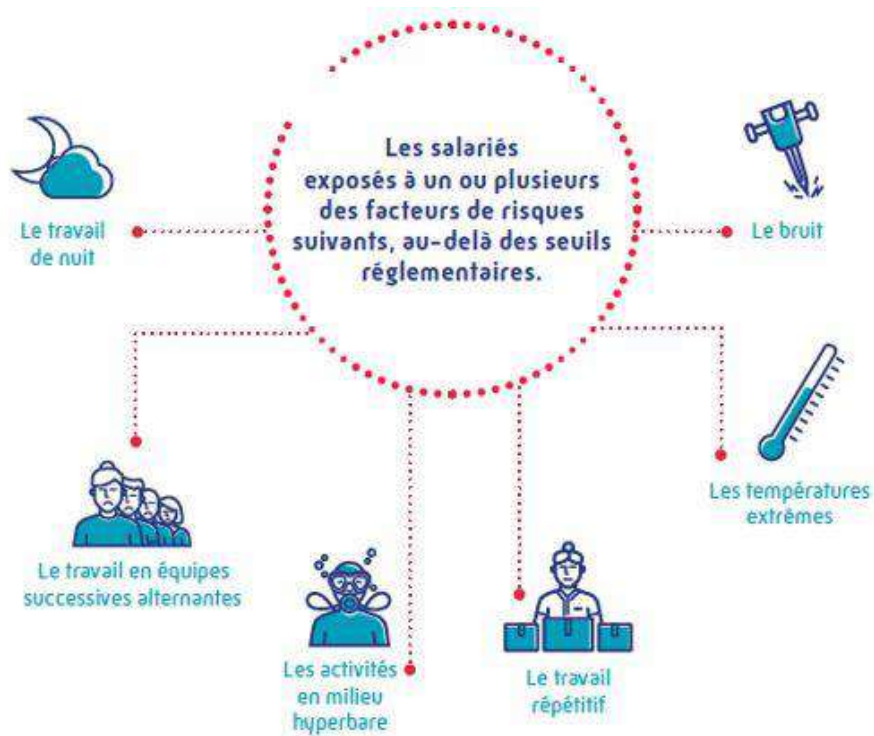 Les salariés
exposés à un ou plusieurs
des facteurs de risques
suivants, au-delà des seuils
réglementaires.
Le travail
de nuit
Le bruit
Les températures
extrêmes
Le travail en équipes
successives alternantes
Les activités
en milieu
hyperbare
Le travail
répétitif